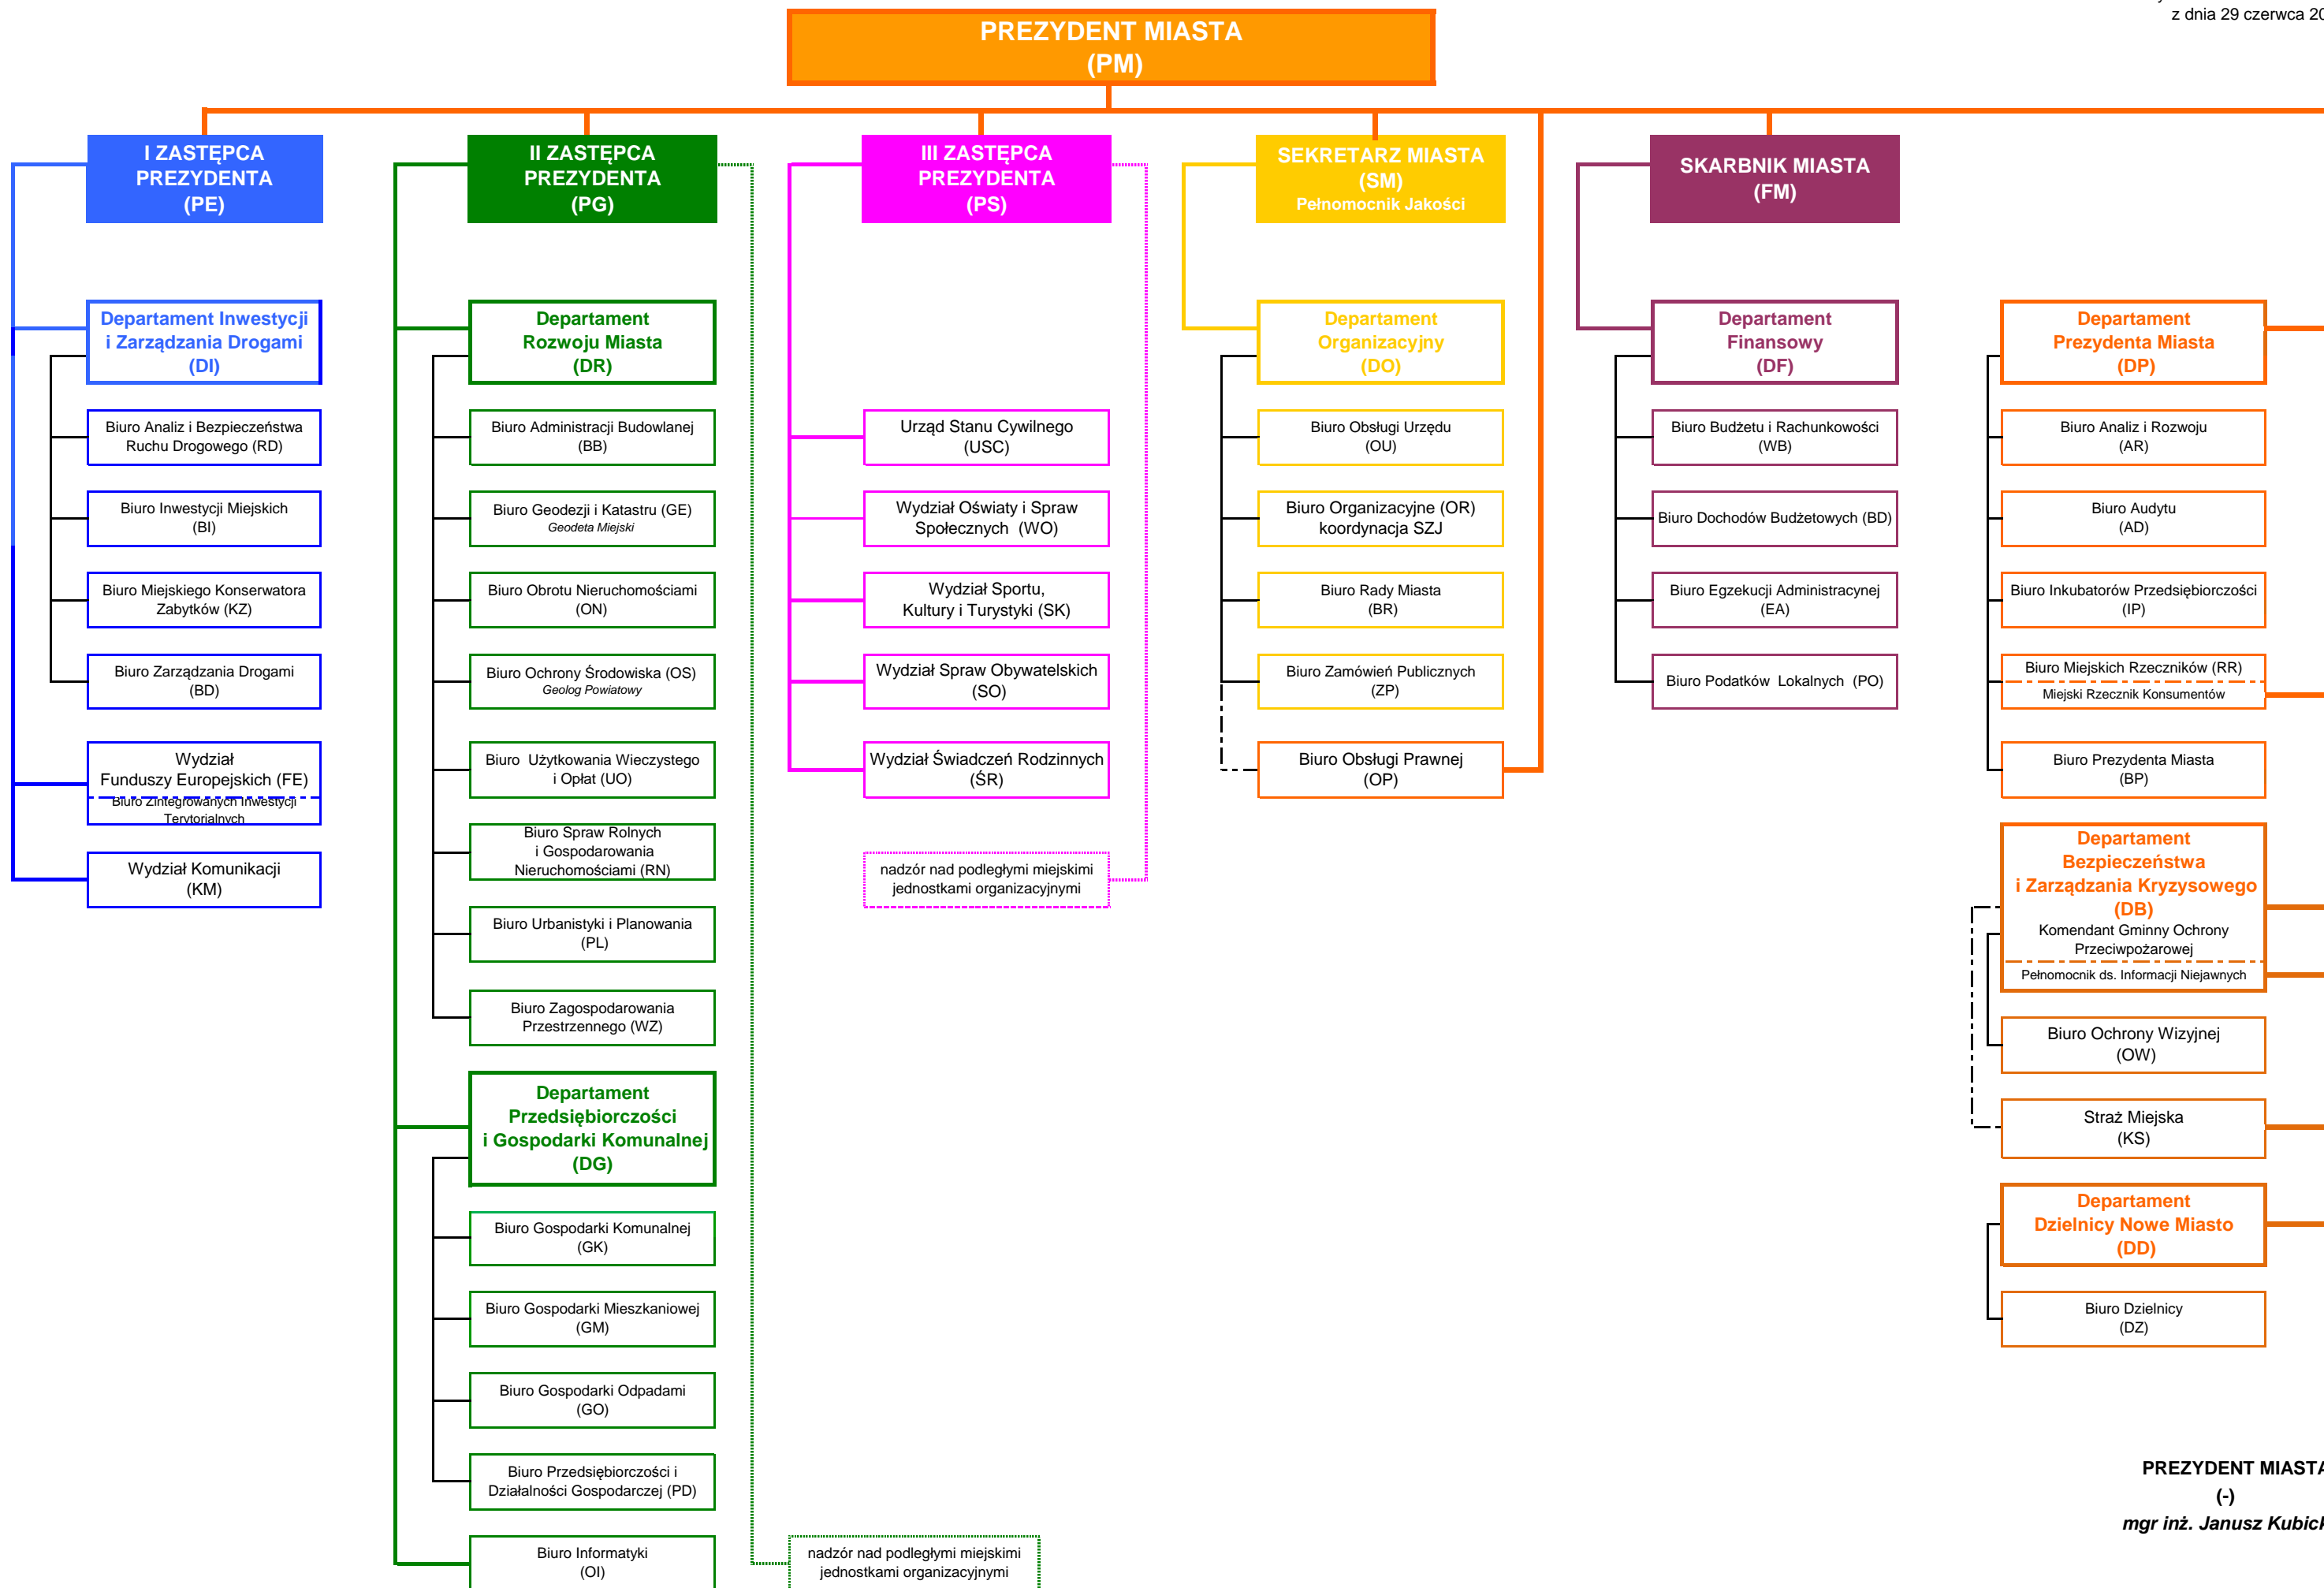 z dnia 29 czerwca 20
PREZYDENT MIASTA
(PM)
I ZASTĘPCA
PREZYDENTA
(PE)
II ZASTĘPCA
PREZYDENTA
(PG)
III ZASTĘPCA
PREZYDENTA
(PS)
SEKRETARZ MIASTA
(SM)
Pełnomocnik Jakości
SKARBNIK MIASTA
(FM)
Departament Inwestycji
i Zarządzania Drogami
(DI)
Biuro Analiz i Bezpieczeństwa
Ruchu Drogowego (RD)
Biuro Inwestycji Miejskich
(BI)
Biuro Miejskiego Konserwatora
Zabytków (KZ)
Biuro Zarządzania Drogami
(BD)
Wydział
Funduszy Europejskich (FE)
Biuro Zintegrowanych Inwestycji
Terytorialnych
Wydział Komunikacji
(KM)
Departament
Rozwoju Miasta
(DR)
Biuro Administracji Budowlanej
(BB)
Biuro Geodezji i Katastru (GE)
Geodeta Miejski
Biuro Obrotu Nieruchomościami
(ON)
Biuro Ochrony Środowiska (OS)
Geolog Powiatowy
Biuro Użytkowania Wieczystego
i Opłat (UO)
Biuro Spraw Rolnych
i Gospodarowania
Nieruchomościami (RN)
Biuro Urbanistyki i Planowania
(PL)
Biuro Zagospodarowania
Przestrzennego (WZ)
Departament
Przedsiębiorczości
i Gospodarki Komunalnej
(DG)
Biuro Gospodarki Komunalnej
(GK)
Biuro Gospodarki Mieszkaniowej
(GM)
Biuro Gospodarki Odpadami
(GO)
Biuro Przedsiębiorczości i
Działalności Gospodarczej (PD)
Biuro Informatyki
(OI)
nadzór nad podległymi miejskimi
jednostkami organizacyjnymi
Urząd Stanu Cywilnego
(USC)
Wydział Oświaty i Spraw
Społecznych (WO)
Wydział Sportu,
Kultury i Turystyki (SK)
Wydział Spraw Obywatelskich
(SO)
Wydział Świadczeń Rodzinnych
(ŚR)
nadzór nad podległymi miejskimi
jednostkami organizacyjnymi
Departament
Organizacyjny
(DO)
Biuro Obsługi Urzędu
(OU)
Biuro Organizacyjne (OR)
koordynacja SZJ
Biuro Rady Miasta
(BR)
Biuro Zamówień Publicznych
(ZP)
Biuro Obsługi Prawnej
(OP)
Departament
Finansowy
(DF)
Biuro Budżetu i Rachunkowości
(WB)
Biuro Dochodów Budżetowych (BD)
Biuro Egzekucji Administracynej
(EA)
Biuro Podatków Lokalnych (PO)
Departament
Prezydenta Miasta
(DP)
Biuro Analiz i Rozwoju
(AR)
Biuro Audytu
(AD)
Biuro Inkubatorów Przedsiębiorczości
(IP)
Biuro Miejskich Rzeczników (RR)
Miejski Rzecznik Konsumentów
Biuro Prezydenta Miasta
(BP)
Departament
Bezpieczeństwa
i Zarządzania Kryzysowego
(DB)
Komendant Gminny Ochrony
Przeciwpożarowej
Pełnomocnik ds. Informacji Niejawnych
Biuro Ochrony Wizyjnej
(OW)
Straż Miejska
(KS)
Departament
Dzielnicy Nowe Miasto
(DD)
Biuro Dzielnicy
(DZ)
PREZYDENT MIASTA
(-)
mgr inż. Janusz Kubick